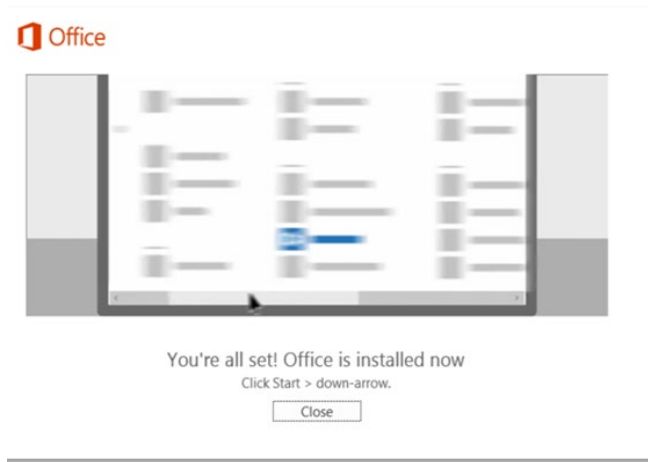 Office
You're all set! Office is installed now
Click Start > down-arrow.
Close